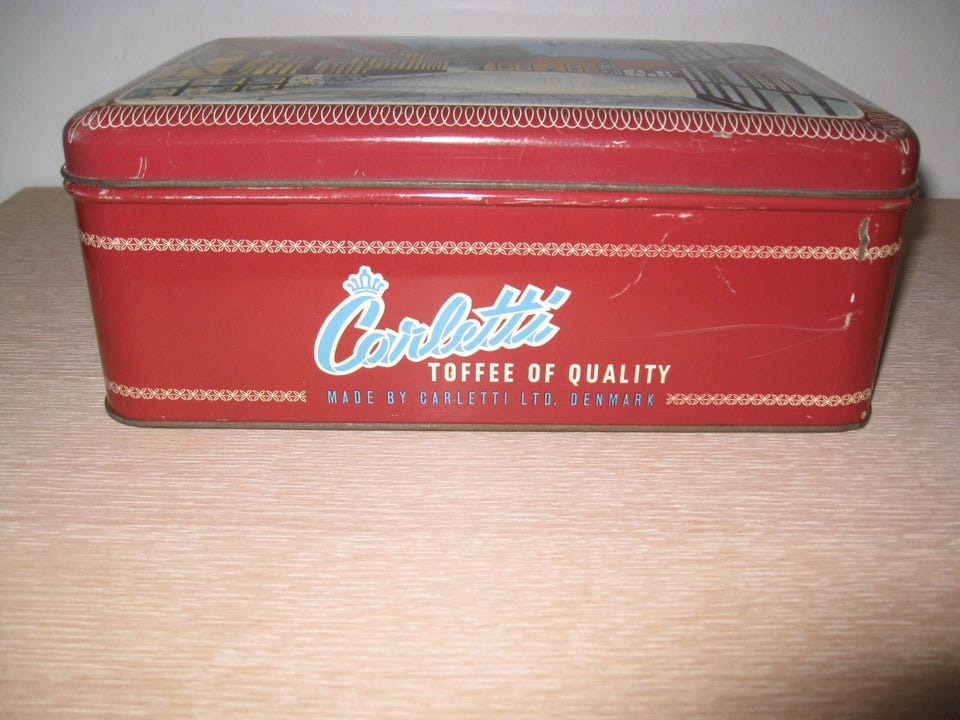 Carletti
TOFFEE OF QUALITY
MADE BY CARLETTI LTD. DENMARK